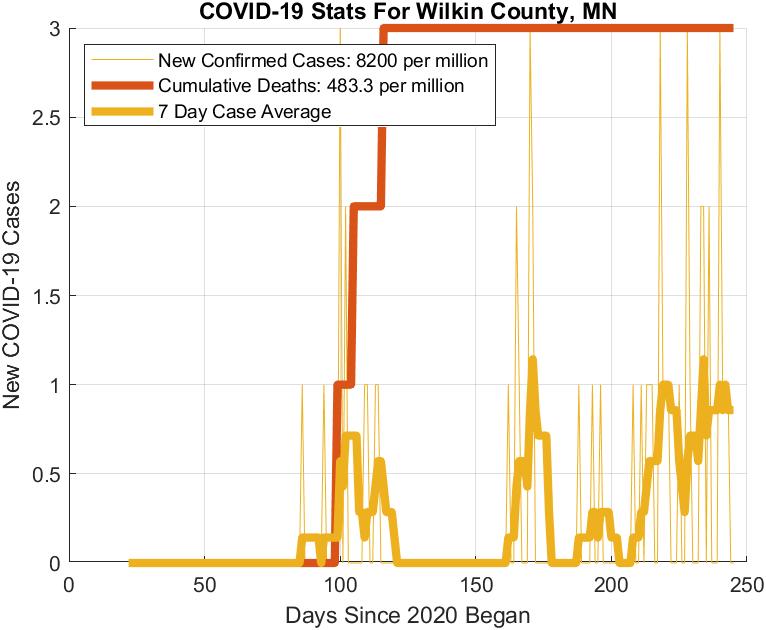 COVID-19 Stats For Wilkin County, MN
New Confirmed Cases: 8200 per million
Cumulative Deaths: 483.3 per million
7 Day Case Average
New COVID-19 Cases
3
2.5
2
1.5
1
0.5
0
0 50 100 150 200 250
Days Since 2020 Began